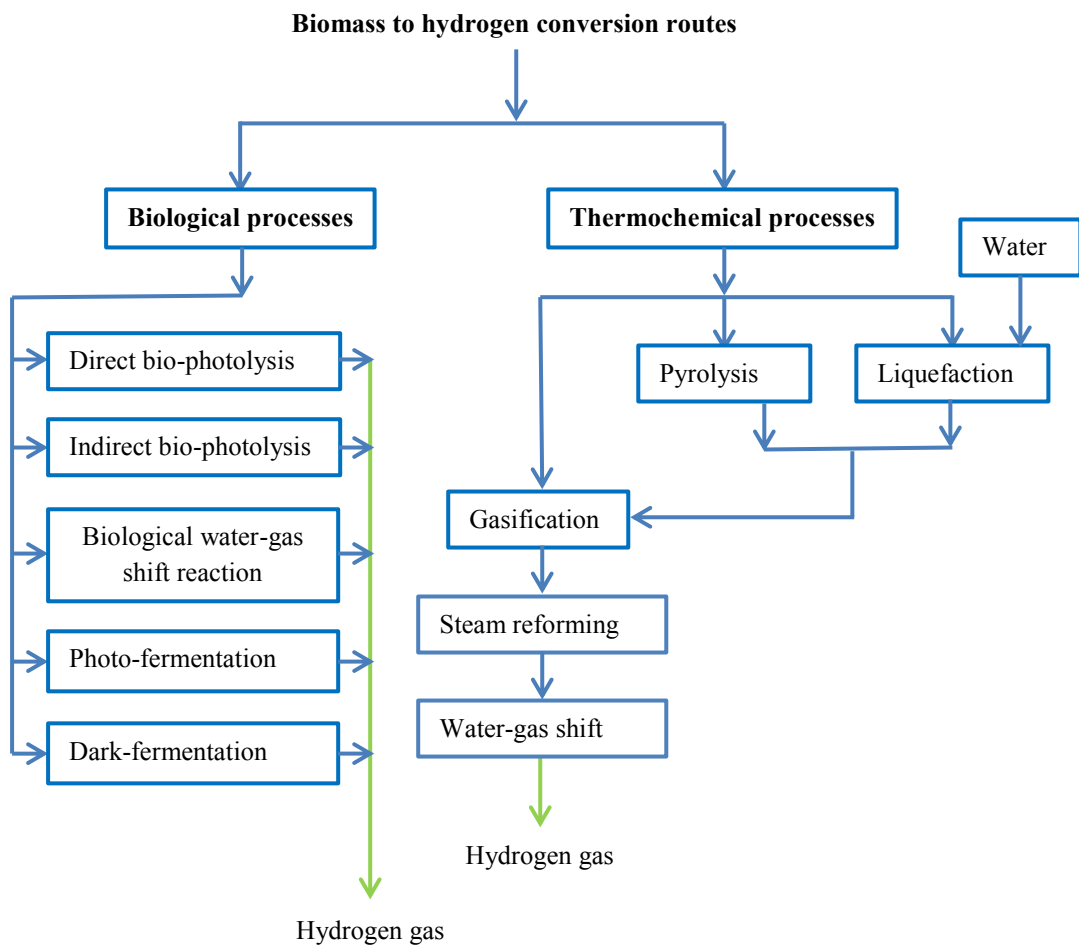 Biomass to hydrogen conversion routes
Biological processes
Thermochemical processes
Water
Direct bio-photolysis
Pyrolysis
Liquefaction
Indirect bio-photolysis
Gasification
Biological water-gas
shift reaction
Steam reforming
Photo-fermentation
Water-gas shift
Dark-fermentation
Hydrogen gas
Hydrogen gas